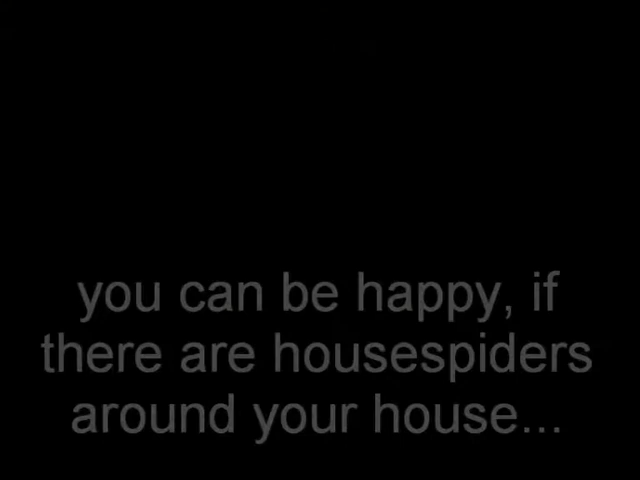 you can be happy, if
there are housespiders
around your house...